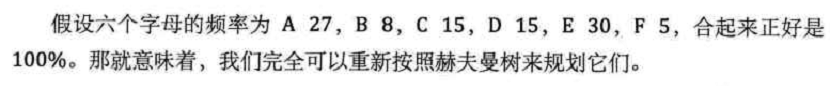 假设六个字母的频率为 A 27, B 8, C 15, D 15, E 30, F 5, 合起来正好是
100%。那就意味着，我们完全可以重新按照赫夫曼树来规划它们。